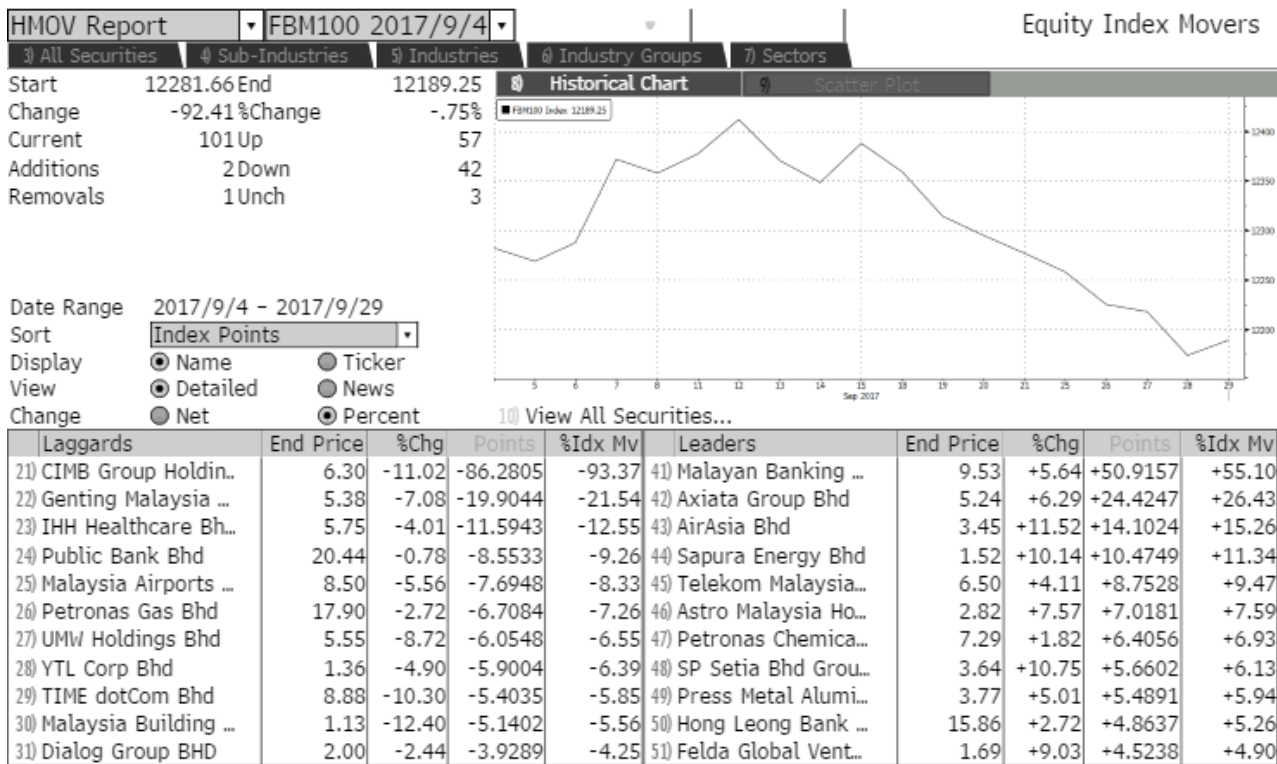 HMOV Report FBM100 2017/9/4 Equity Index Movers
3) All Securities 4) Sub-Industries 5) Industries 6) Industry Groups 7) Sectors
Start 12281.66 End 12189.25 8) Historical Chart 9) Scatter Plot
Change -92.41 %Change -.75%
Current 101 Up 57
Additions 2 Down 42
Removals 1 Unch 3
FBM100 Index 12189.25
12400
12350
12300
12250
12200
5 6 7 8 11 12 13 14 15 18 19 20 21 25 26 27 28 29
Sep 2017
Date Range 2017/9/4 - 2017/9/29
Sort Index Points
Display Name Ticker
View Detailed News
Change Net Percent 10) View All Securities...
Laggards End Price %Chg Points %Idx Mv Leaders End Price %Chg Points %Idx Mv
21) CIMB Group Holdin.. 6.30 -11.02 -86.2805 -93.37 41) Malayan Banking ... 9.53 +5.64 +50.9157 +55.10
22) Genting Malaysia ... 5.38 -7.08 -19.9044 -21.54 42) Axiata Group Bhd 5.24 +6.29 +24.4247 +26.43
23) IHH Healthcare Bh... 5.75 -4.01 -11.5943 -12.55 43) AirAsia Bhd 3.45 +11.52 +14.1024 +15.26
24) Public Bank Bhd 20.44 -0.78 -8.5533 -9.26 44) Sapura Energy Bhd 1.52 +10.14 +10.4749 +11.34
25) Malaysia Airports ... 8.50 -5.56 -7.6948 -8.33 45) Telekom Malaysia... 6.50 +4.11 +8.7528 +9.47
26) Petronas Gas Bhd 17.90 -2.72 -6.7084 -7.26 46) Astro Malaysia Ho... 2.82 +7.57 +7.0181 +7.59
27) UMW Holdings Bhd 5.55 -8.72 -6.0548 -6.55 47) Petronas Chemica... 7.29 +1.82 +6.4056 +6.93
28) YTL Corp Bhd 1.36 -4.90 -5.9004 -6.39 48) SP Setia Bhd Grou... 3.64 +10.75 +5.6602 +6.13
29) TIME dotCom Bhd 8.88 -10.30 -5.4035 -5.85 49) Press Metal Alumi... 3.77 +5.01 +5.4891 +5.94
30) Malaysia Building ... 1.13 -12.40 -5.1402 -5.56 50) Hong Leong Bank ... 15.86 +2.72 +4.8637 +5.26
31) Dialog Group BHD 2.00 -2.44 -3.9289 -4.25 51) Felda Global Vent... 1.69 +9.03 +4.5238 +4.90